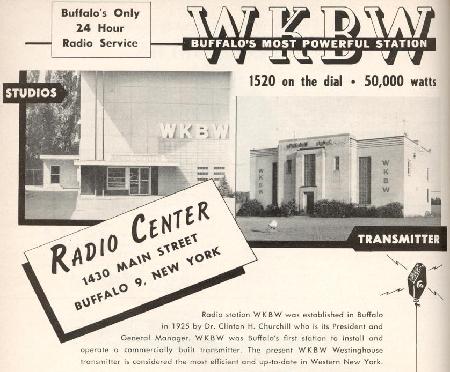 Buffalo's Only
24 Hour
Radio Service
WKBW
BUFFALO'S MOST POWERFUL STATION
1520 on the dial • 50,000 watts
STUDIOS
WKBW
WKBW
WKBW
TRANSMITTER
RADIO CENTER
1430 MAIN STREET
BUFFALO 9, NEW YORK
Radio station WKBW was established in Buffalo
in 1925 by Dr. Clinton H. Churchill who is its President and
General Manager. WKBW was Buffalo's first station to install and
operate a commercially built transmitter. The present WKBW Westinghouse
transmitter is considered the most efficient and up-to-date in Western New York.